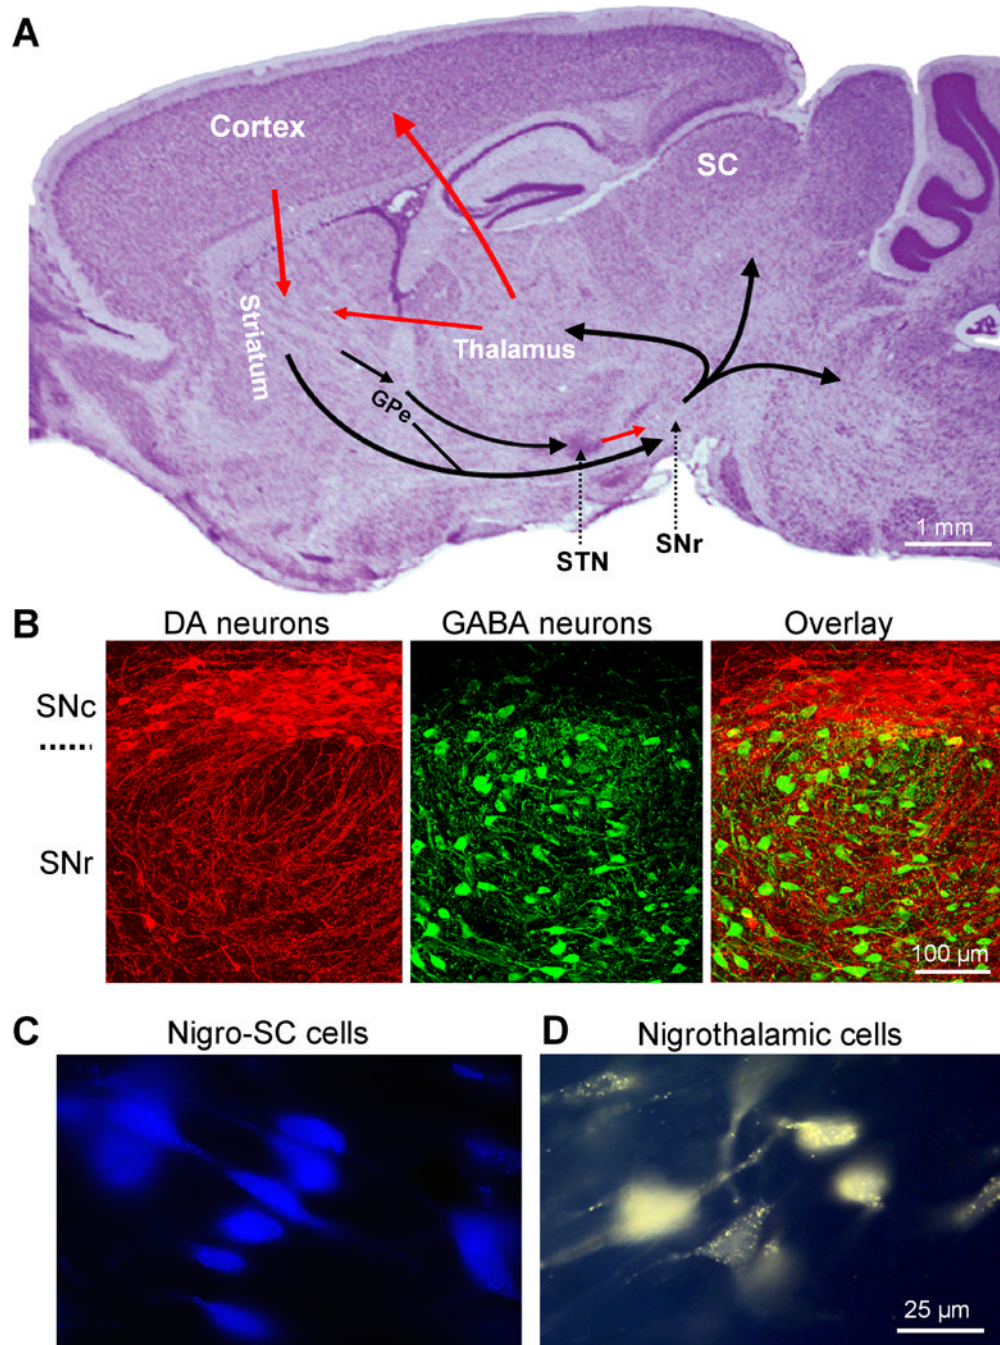 A
Cortex
SC
Striatum
Thalamus
GPe
STN
SNr
1 mm
B
DA neurons
GABA neurons
Overlay
SNc
SNr
100 µm
C
Nigro-SC cells
D
Nigrothalamic cells
25 µm